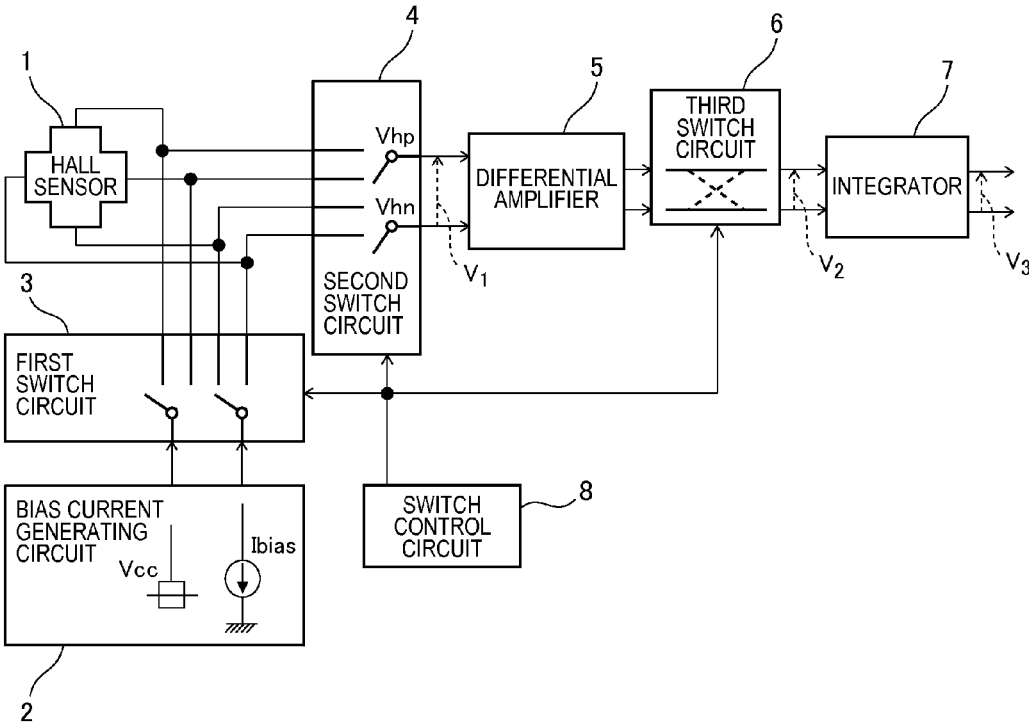 4
6
1
5
7
HALL
SENSOR
Vhp
Vhn
SECOND
SWITCH
CIRCUIT
V1
DIFFERENTIAL
AMPLIFIER
THIRD
SWITCH
CIRCUIT
V2
INTEGRATOR
V3
3
FIRST
SWITCH
CIRCUIT
8
SWITCH
CONTROL
CIRCUIT
BIAS CURRENT
GENERATING
CIRCUIT
Vcc
Ibias
2